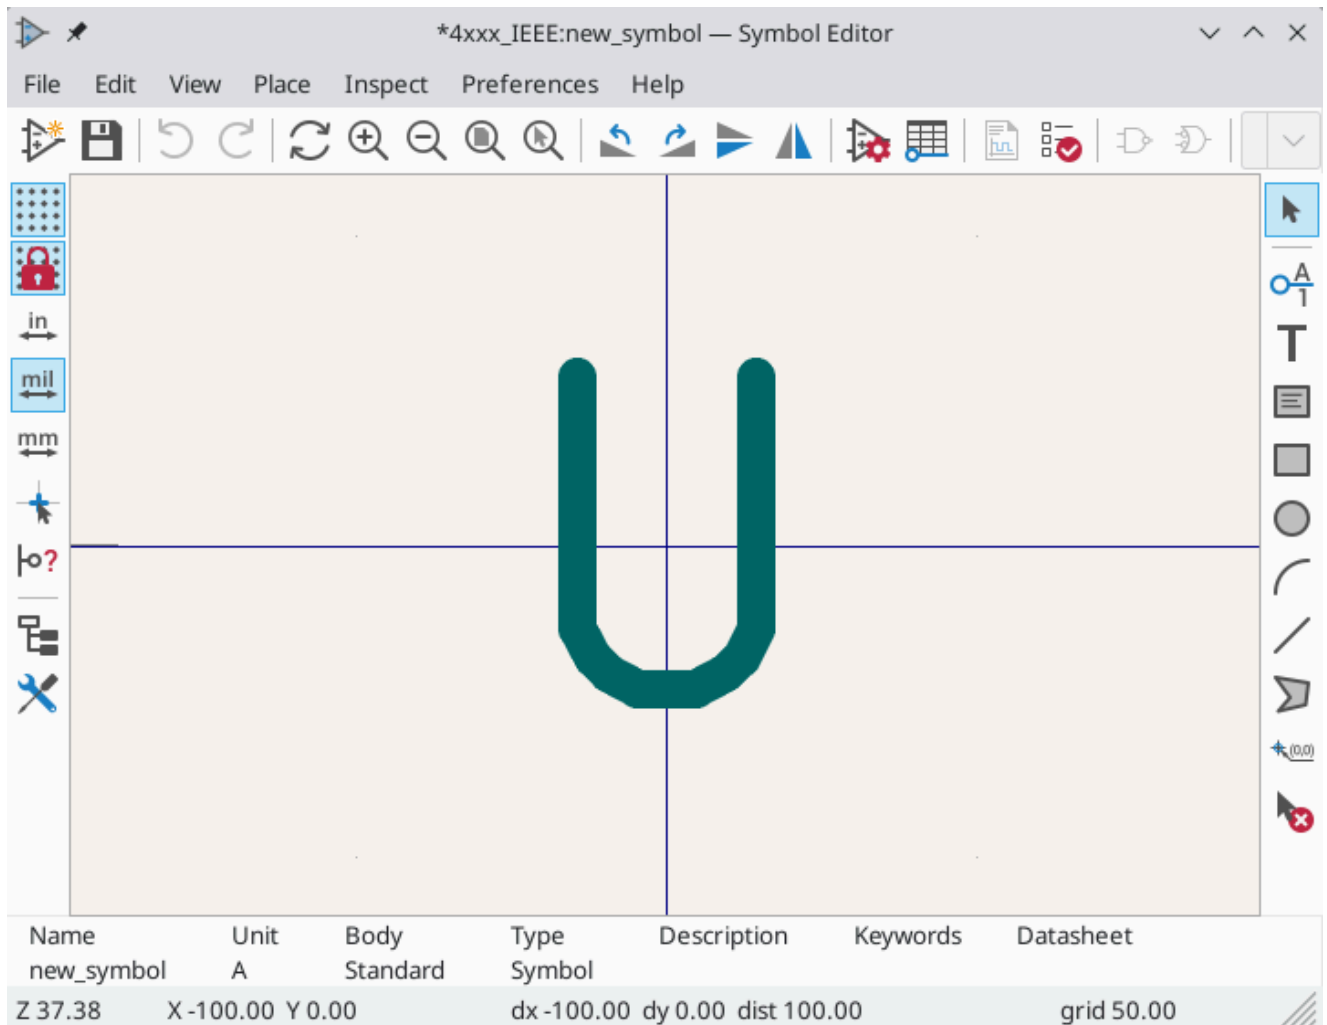 *4xxx_IEEE:new_symbol — Symbol Editor
File Edit View Place Inspect Preferences Help
in
mil
mm
?
U
A
1
T
(0,0)
Name Unit Body Type Description Keywords Datasheet
new_symbol A Standard Symbol
Z 37.38 X -100.00 Y 0.00 dx -100.00 dy 0.00 dist 100.00 grid 50.00